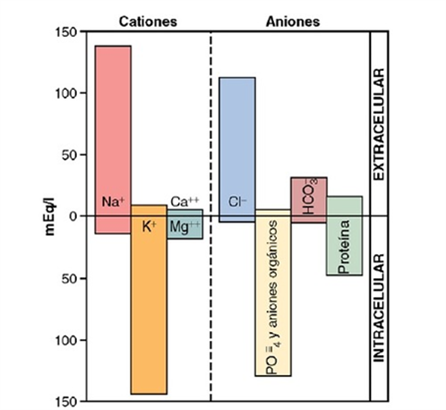 Cationes
Aniones
150
100
50
0
50
100
150
mEq/l
Na⁺
K⁺
Ca⁺⁺
Mg⁺⁺
Cl⁻
PO₄≡ y aniones orgánicos
HCO₃⁻
Proteína
EXTRACELULAR
INTRACELULAR